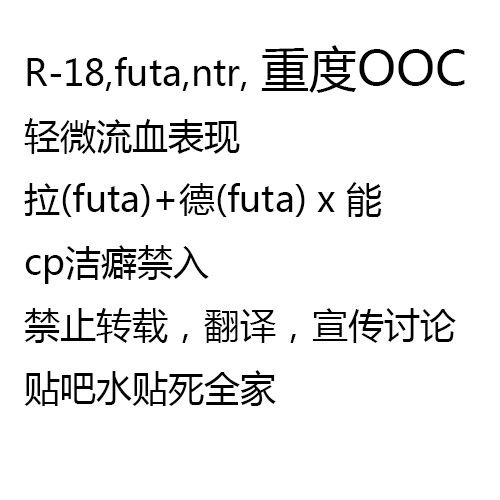 R-18,futa,ntr, 重度OOC
轻微流血表现
拉(futa)+德(futa) x 能
cp洁癖禁入
禁止转载，翻译，宣传讨论
贴吧水贴死全家